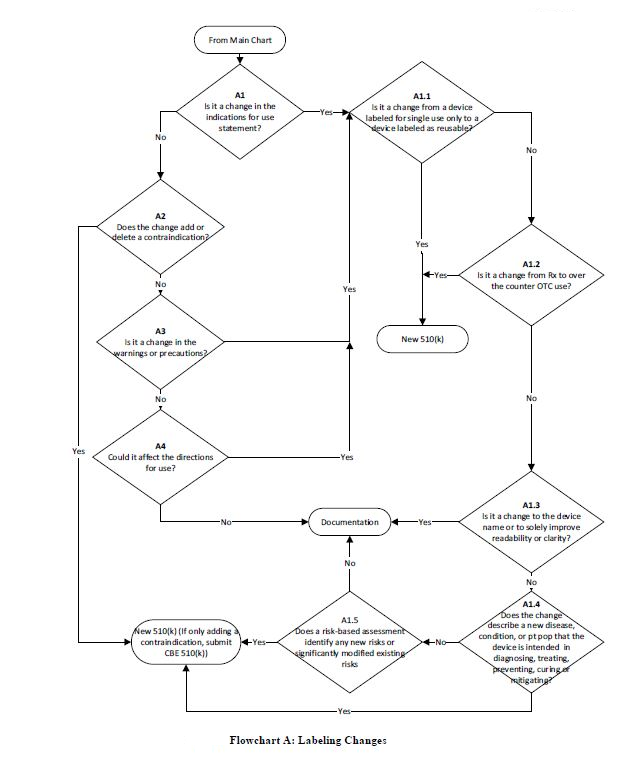 From Main Chart
A1
Is it a change in the
indications for use
statement?
Yes
No
A1.1
Is it a change from a device
labeled for single use only to a
device labeled as reusable?
No
Yes
A2
Does the change add or
delete a contraindication?
No
Yes
A1.2
Is it a change from Rx to over
the counter OTC use?
Yes
No
New 510(k)
A3
Is it a change in the
warnings or precautions?
Yes
No
A4
Could it affect the directions
for use?
Yes
No
Documentation
A1.3
Is it a change to the device
name or to solely improve
readability or clarity?
Yes
No
A1.4
Does the change
describe a new disease,
condition, or pt pop that the
device is intended in
diagnosing, treating,
preventing, curing or
mitigating?
No
Yes
A1.5
Does a risk-based assessment
identify any new risks or
significantly modified existing
risks
No
Yes
New 510(k) (If only adding a
contraindication, submit
CBE 510(k))
Flowchart A: Labeling Changes